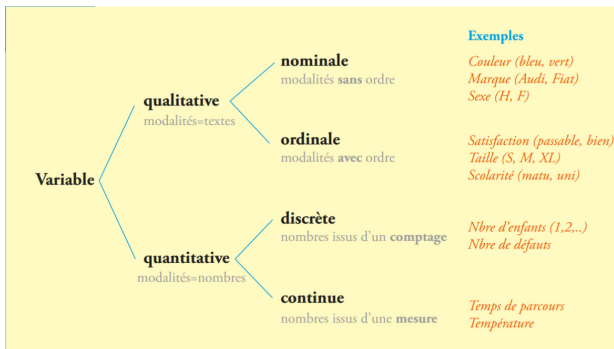 Exemples
nominale
modalités sans ordre
Couleur (bleu, vert)
Marque (Audi, Fiat)
Sexe (H, F)
qualitative
modalités=textes
ordinale
modalités avec ordre
Satisfaction (passable, bien)
Taille (S, M, XL)
Scolarité (matu, uni)
Variable
discrète
nombres issus d'un comptage
Nbre d'enfants (1,2,..)
Nbre de défauts
quantitative
modalités=nombres
continue
nombres issus d'une mesure
Temps de parcours
Température